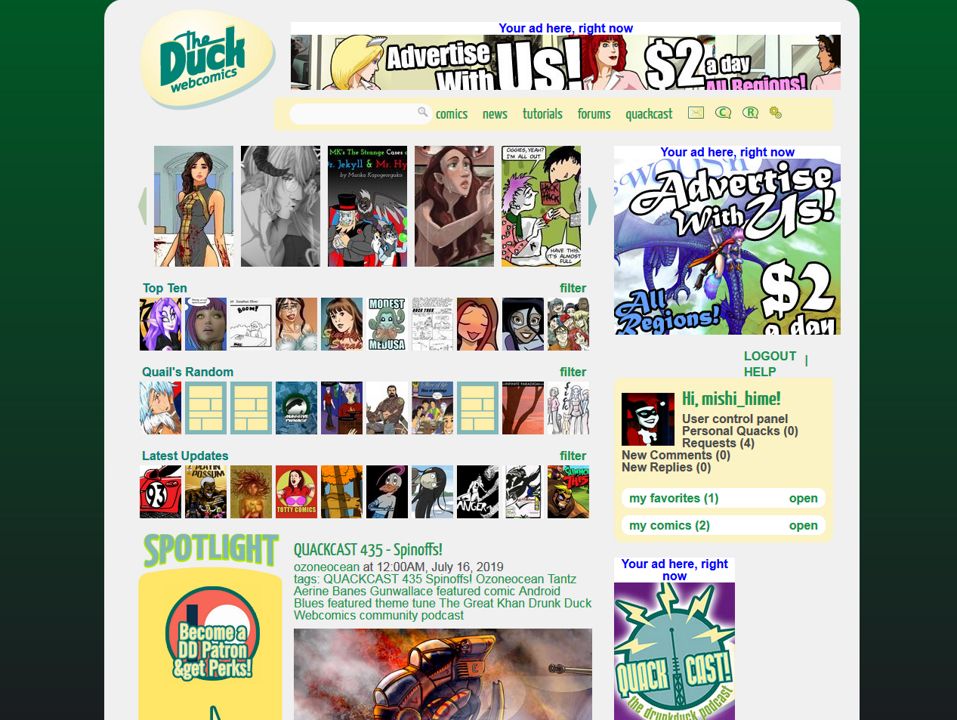 The
Duck
webcomics
Your ad here, right now
Advertise
With Us!
$2 a day
All Regions!
comics
news
tutorials
forums
quackcast
MK's The Strange Cases of
Dr. Jekyll & Mr. Hy
by Manika Kapogeorgakis
CIGGIES, YEAH?
I'M ALL OUT
HAVE THIS
IT'S ALMOST
FULL
Your ad here, right now
WOOSH
Advertise
With Us!
$2
a day
All
Regions!
Top Ten
filter
BOOM!
MODEST
MEDUSA
Quail's Random
filter
Latest Updates
filter
93
TOTTY COMICS
LOGOUT |
HELP
Hi, mishi_hime!
User control panel
Personal Quacks (0)
Requests (4)
New Comments (0)
New Replies (0)
my favorites (1) open
my comics (2) open
SPOTLIGHT
Become a
DD Patron
&get Perks!
QUACKCAST 435 - Spinoffs!
ozoneocean at 12:00AM, July 16, 2019
tags: QUACKCAST 435 Spinoffs! Ozoneocean Tantz
Aerine Banes Gunwallace featured comic Android
Blues featured theme tune The Great Khan Drunk Duck
Webcomics community podcast
Your ad here, right
now
QUACK CAST!
the drunkduck podcast